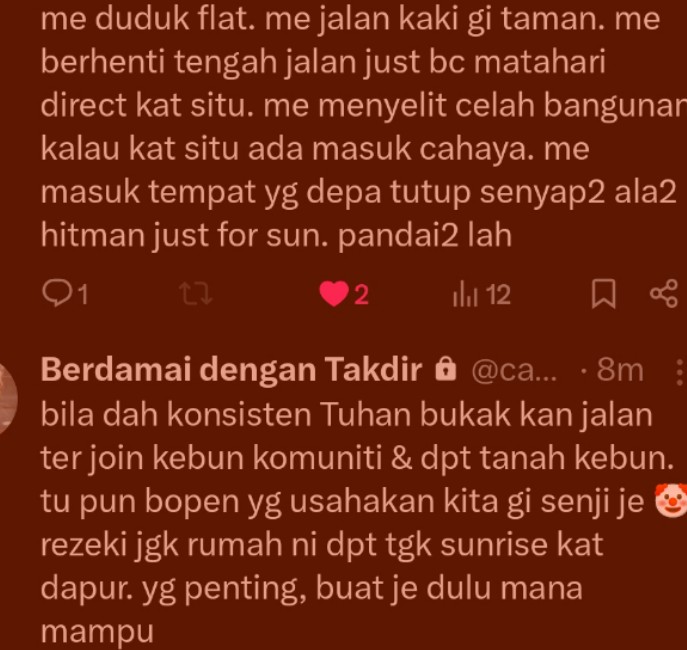 me duduk flat. me jalan kaki gi taman. me
berhenti tengah jalan just bc matahari
direct kat situ. me menyelit celah bangunan
kalau kat situ ada masuk cahaya. me
masuk tempat yg depa tutup senyap2 ala2
hitman just for sun. pandai2 lah
1 2 12
Berdamai dengan Takdir 🔒 @ca... · 8m
bila dah konsisten Tuhan bukak kan jalan
ter join kebun komuniti & dpt tanah kebun.
tu pun bopen yg usahakan kita gi senji je 🤡
rezeki jgk rumah ni dpt tgk sunrise kat
dapur. yg penting, buat je dulu mana
mampu